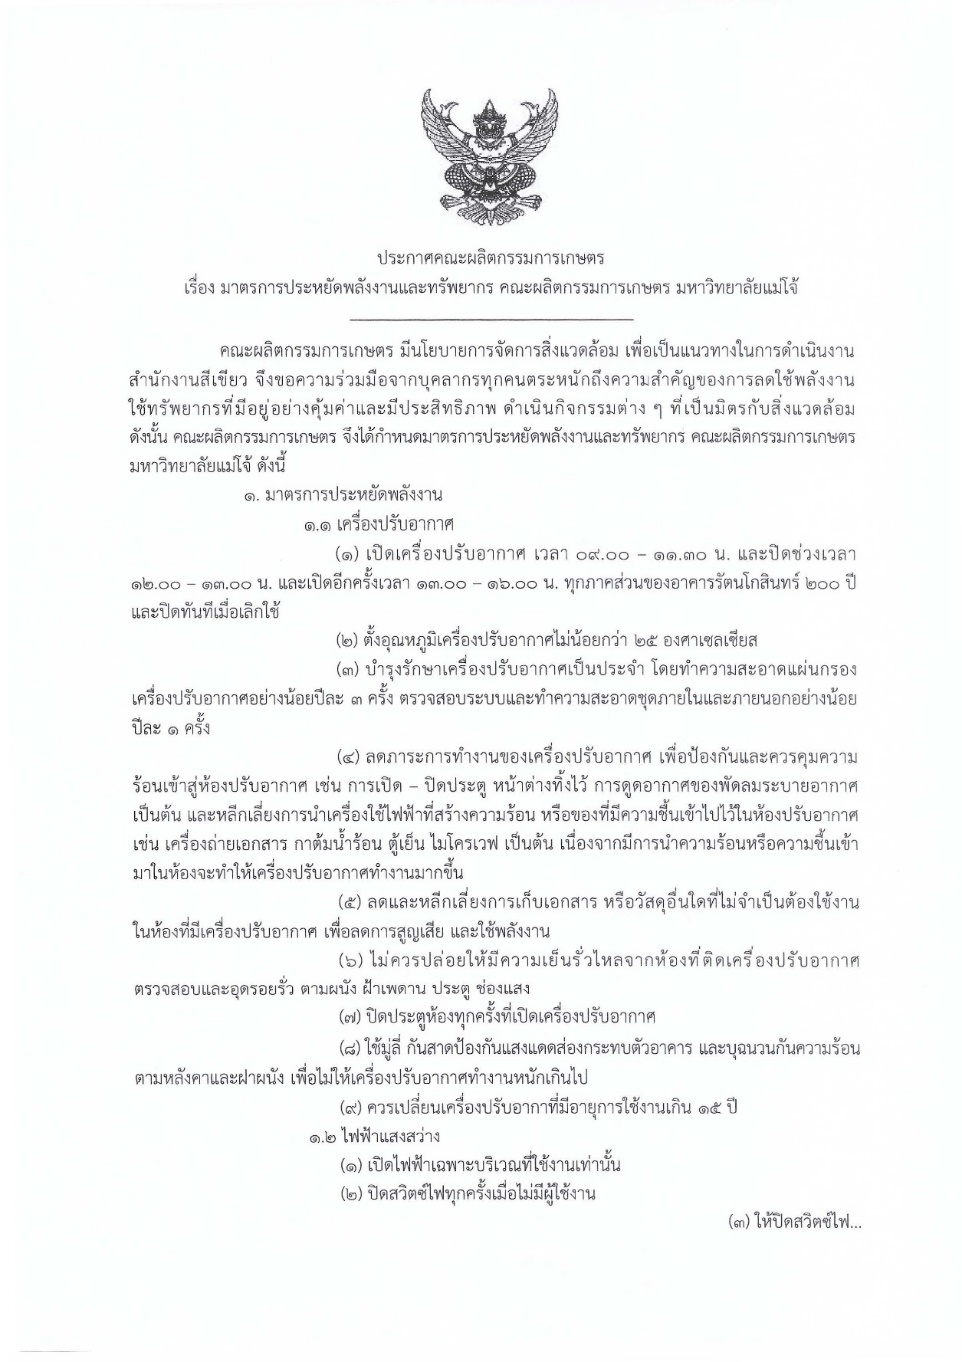 ประกาศคณะผลิตกรรมการเกษตร
เรื่อง มาตรการประหยัดพลังงานและทรัพยากร คณะผลิตกรรมการเกษตร มหาวิทยาลัยแม่โจ้
คณะผลิตกรรมการเกษตร มีนโยบายการจัดการสิ่งแวดล้อม เพื่อเป็นแนวทางในการดำเนินงาน
สำนักงานสีเขียว จึงขอความร่วมมือจากบุคลากรทุกคนตระหนักถึงความสำคัญของการลดใช้พลังงาน
ใช้ทรัพยากรที่มีอยู่อย่างคุ้มค่าและมีประสิทธิภาพ ดำเนินกิจกรรมต่าง ๆ ที่เป็นมิตรกับสิ่งแวดล้อม
ดังนั้น คณะผลิตกรรมการเกษตร จึงได้กำหนดมาตรการประหยัดพลังงานและทรัพยากร คณะผลิตกรรมการเกษตร
มหาวิทยาลัยแม่โจ้ ดังนี้
๑. มาตรการประหยัดพลังงาน
๑.๑ เครื่องปรับอากาศ
(๑) เปิดเครื่องปรับอากาศ เวลา ๐๙.๐๐ – ๑๑.๓๐ น. และปิดช่วงเวลา
๑๒.๐๐ – ๑๓.๐๐ น. และเปิดอีกครั้งเวลา ๑๓.๐๐ – ๑๖.๐๐ น. ทุกภาคส่วนของอาคารรัตนโกสินทร์ ๒๐๐ ปี
และปิดทันทีเมื่อเลิกใช้
(๒) ตั้งอุณหภูมิเครื่องปรับอากาศไม่น้อยกว่า ๒๕ องศาเซลเซียส
(๓) บำรุงรักษาเครื่องปรับอากาศเป็นประจำ โดยทำความสะอาดแผ่นกรอง
เครื่องปรับอากาศอย่างน้อยปีละ ๓ ครั้ง ตรวจสอบระบบและทำความสะอาดชุดภายในและภายนอกอย่างน้อย
ปีละ ๑ ครั้ง
(๔) ลดภาระการทำงานของเครื่องปรับอากาศ เพื่อป้องกันและควรคุมความ
ร้อนเข้าสู่ห้องปรับอากาศ เช่น การเปิด – ปิดประตู หน้าต่างทิ้งไว้ การดูดอากาศของพัดลมระบายอากาศ
เป็นต้น และหลีกเลี่ยงการนำเครื่องใช้ไฟฟ้าที่สร้างความร้อน หรือของที่มีความชื้นเข้าไปไว้ในห้องปรับอากาศ
เช่น เครื่องถ่ายเอกสาร กาต้มน้ำร้อน ตู้เย็น ไมโครเวฟ เป็นต้น เนื่องจากมีการนำความร้อนหรือความชื้นเข้า
มาในห้องจะทำให้เครื่องปรับอากาศทำงานมากขึ้น
(๕) ลดและหลีกเลี่ยงการเก็บเอกสาร หรือวัสดุอื่นใดที่ไม่จำเป็นต้องใช้งาน
ในห้องที่มีเครื่องปรับอากาศ เพื่อลดการสูญเสีย และใช้พลังงาน
(๖) ไม่ควรปล่อยให้มีความเย็นรั่วไหลจากห้องที่ติดเครื่องปรับอากาศ
ตรวจสอบและอุดรอยรั่ว ตามผนัง ฝ้าเพดาน ประตู ช่องแสง
(๗) ปิดประตูห้องทุกครั้งที่เปิดเครื่องปรับอากาศ
(๘) ใช้มู่ลี่ กันสาดป้องกันแสงแดดส่องกระทบตัวอาคาร และบุฉนวนกันความร้อน
ตามหลังคาและฝาผนัง เพื่อไม่ให้เครื่องปรับอากาศทำงานหนักเกินไป
(๙) ควรเปลี่ยนเครื่องปรับอากาที่มีอายุการใช้งานเกิน ๑๕ ปี
๑.๒ ไฟฟ้าแสงสว่าง
(๑) เปิดไฟฟ้าเฉพาะบริเวณที่ใช้งานเท่านั้น
(๒) ปิดสวิตซ์ไฟทุกครั้งเมื่อไม่มีผู้ใช้งาน
(๓) ให้ปิดสวิตซ์ไฟ...